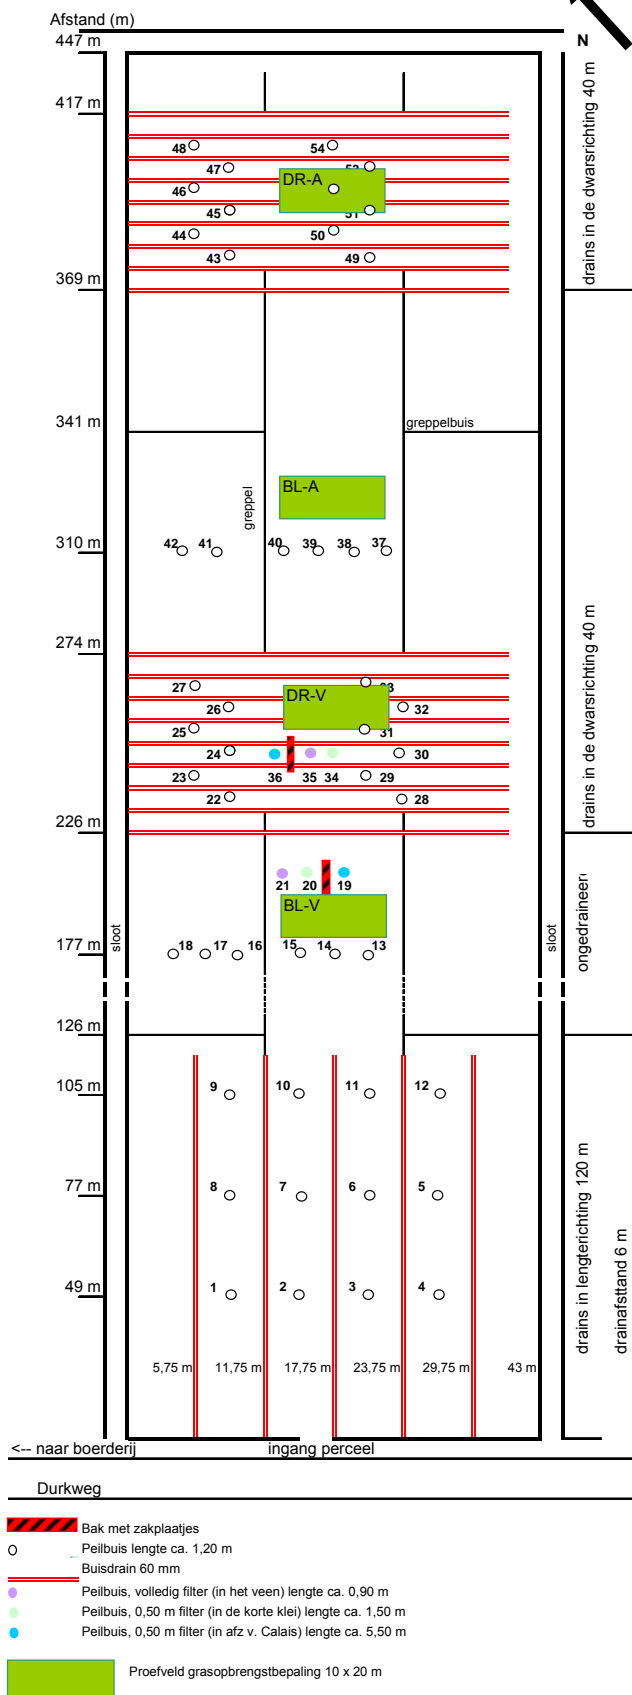 Afstand (m)
447 m
N
417 m
48
54
47
53
DR-A
46
45
51
44
50
43
49
369 m
drains in de dwarsrichting 40 m
341 m
greppelbuis
BL-A
greppel
42 41 40 39 38 37
310 m
274 m
27
33
DR-V
26
32
25
31
24
30
36 35 34
23
29
22
28
226 m
drains in de dwarsrichting 40 m
21 20 19
BL-V
18 17 16 15 14 13
177 m
sloot
sloot
126 m
105 m
9 10 11 12
77 m
8 7 6 5
49 m
1 2 3 4
drains in lengterichting 120 m
drainafsttand 6 m
5,75 m 11,75 m 17,75 m 23,75 m 29,75 m 43 m
<-- naar boerderij ingang perceel
Durkweg
Bak met zakplaatjes
Peilbuis lengte ca. 1,20 m
Buisdrain 60 mm
Peilbuis, volledig filter (in het veen) lengte ca. 0,90 m
Peilbuis, 0,50 m filter (in de korte klei) lengte ca. 1,50 m
Peilbuis, 0,50 m filter (in afz v. Calais) lengte ca. 5,50 m
Proefveld grasopbrengstbepaling 10 x 20 m